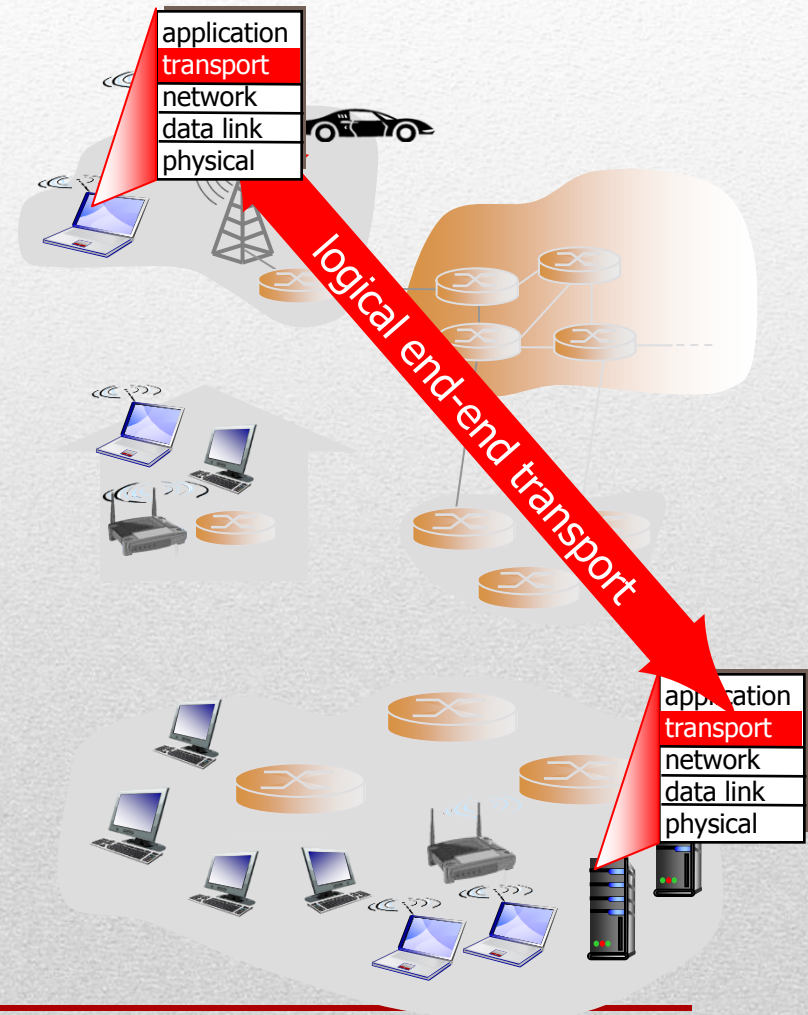 application
transport
network
data link
physical
logical end-end transport
application
transport
network
data link
physical